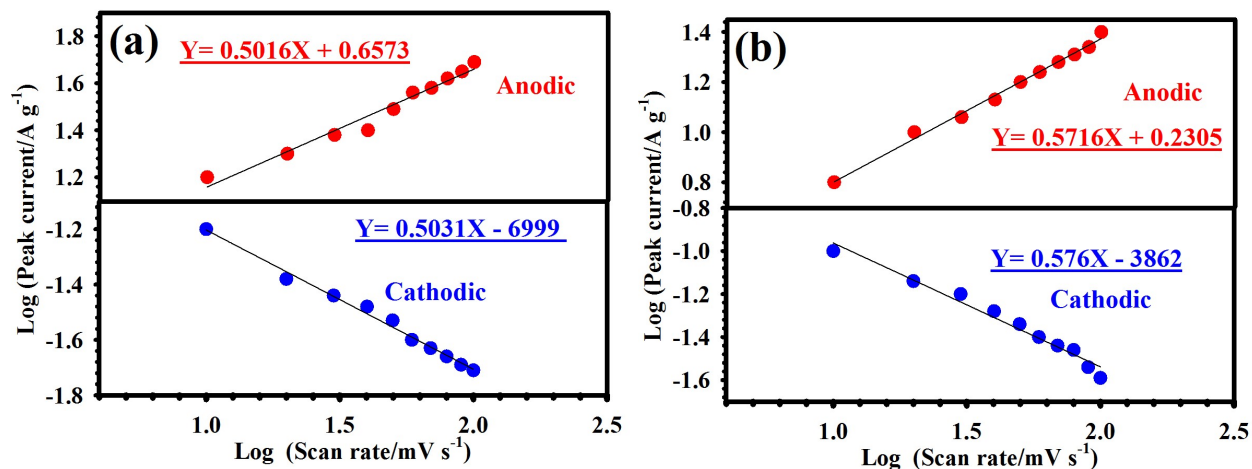 (a)
Y= 0.5016X + 0.6573
Anodic
1.8
1.6
1.4
1.2
Log (Peak current/A g⁻¹)
Y= 0.5031X - 6999
Cathodic
-1.2
-1.4
-1.6
-1.8
1.0 1.5 2.0 2.5
Log (Scan rate/mV s⁻¹)
(b)
Anodic
Y= 0.5716X + 0.2305
1.4
1.2
1.0
0.8
Log (Peak current/A g⁻¹)
-0.8
Y= 0.576X - 3862
Cathodic
-1.0
-1.2
-1.4
-1.6
1.0 1.5 2.0 2.5
Log (Scan rate/mV s⁻¹)